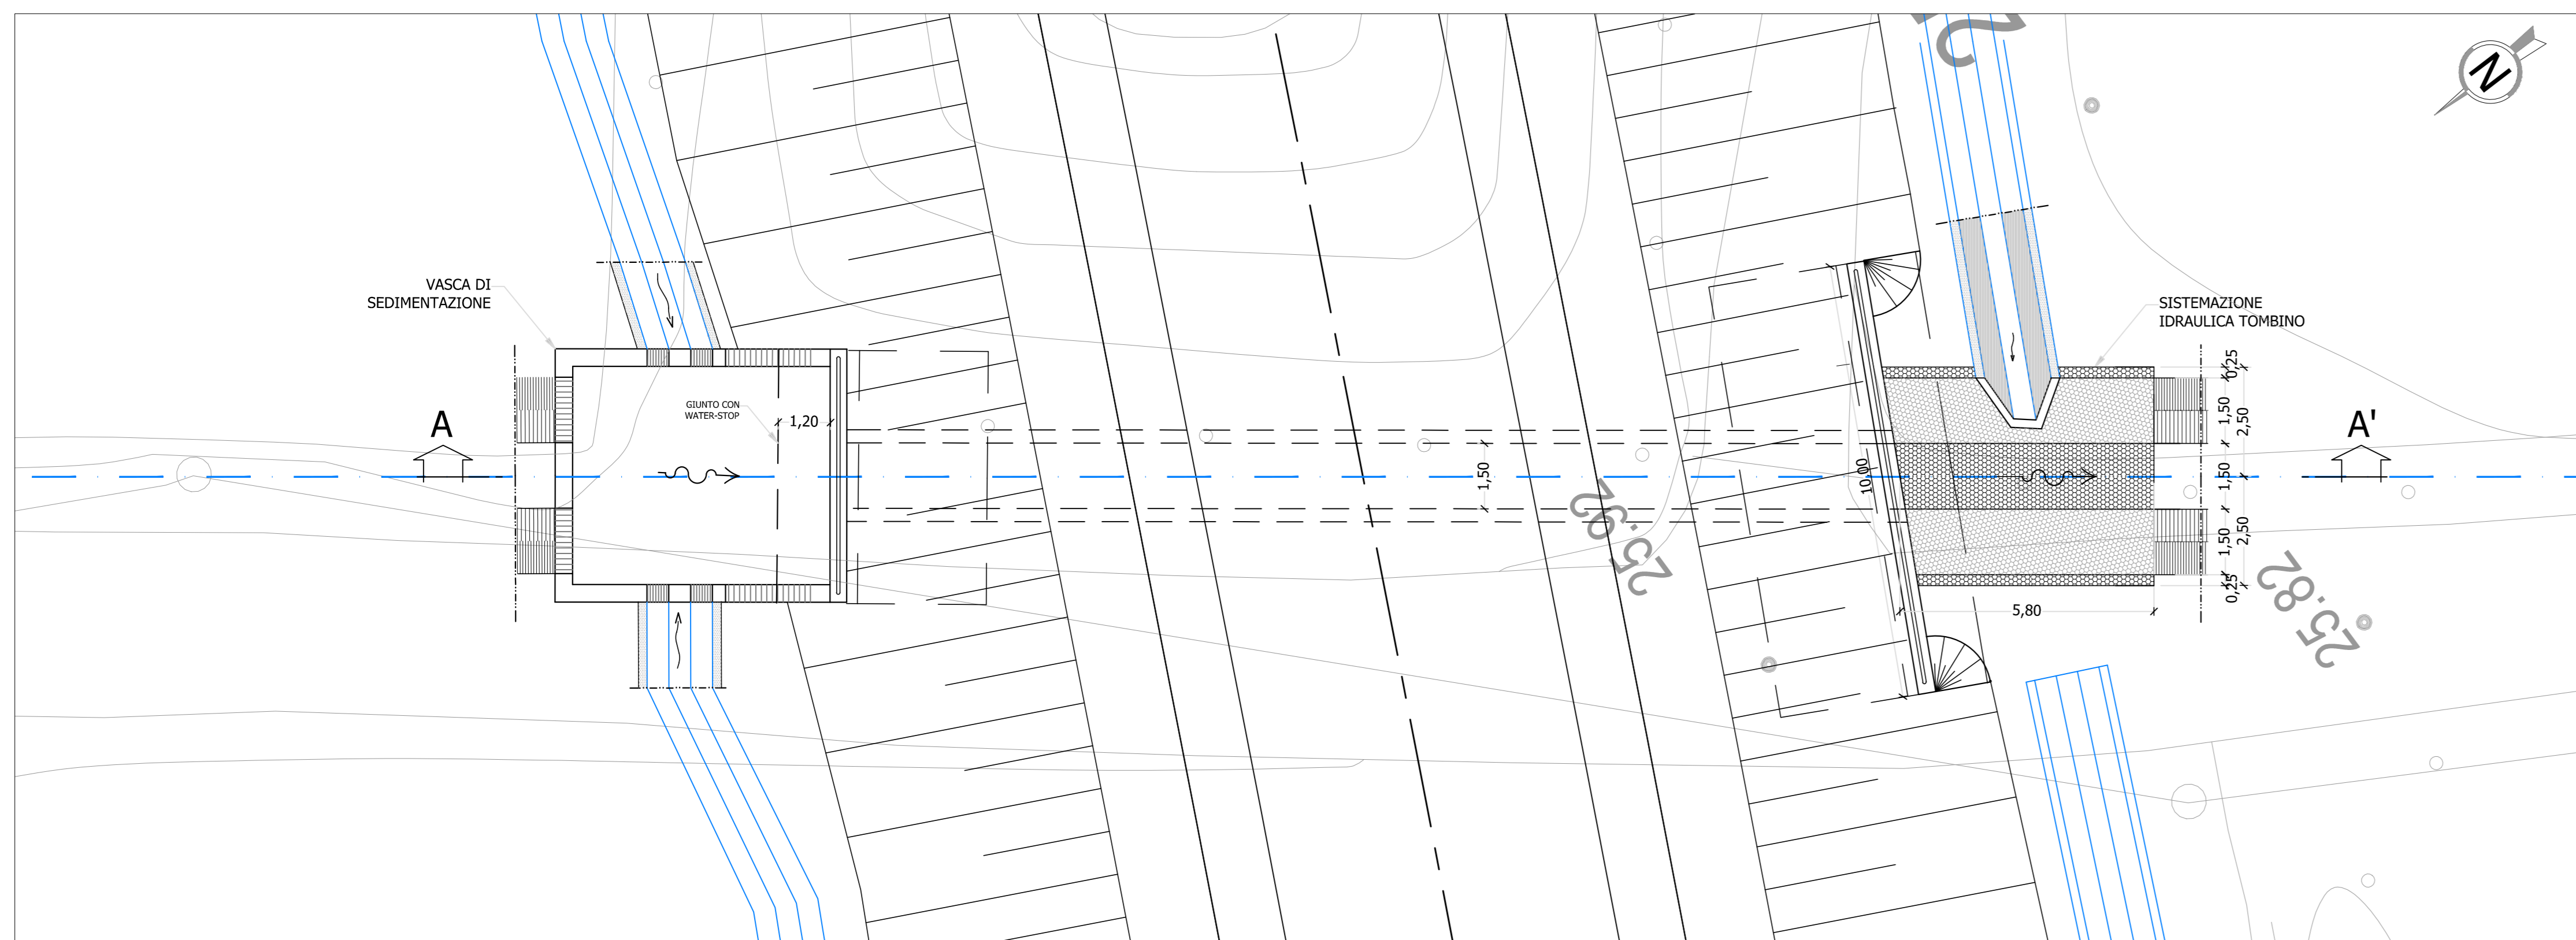 N
VASCA DI
SEDIMENTAZIONE
SISTEMAZIONE
IDRAULICA TOMBINO
GIUNTO CON
WATER-STOP
1,20
A
A'
1,50
10.00
0,25
1,50
2,50
1,50
1,50
2,50
0,25
5,80
25.92
25.82